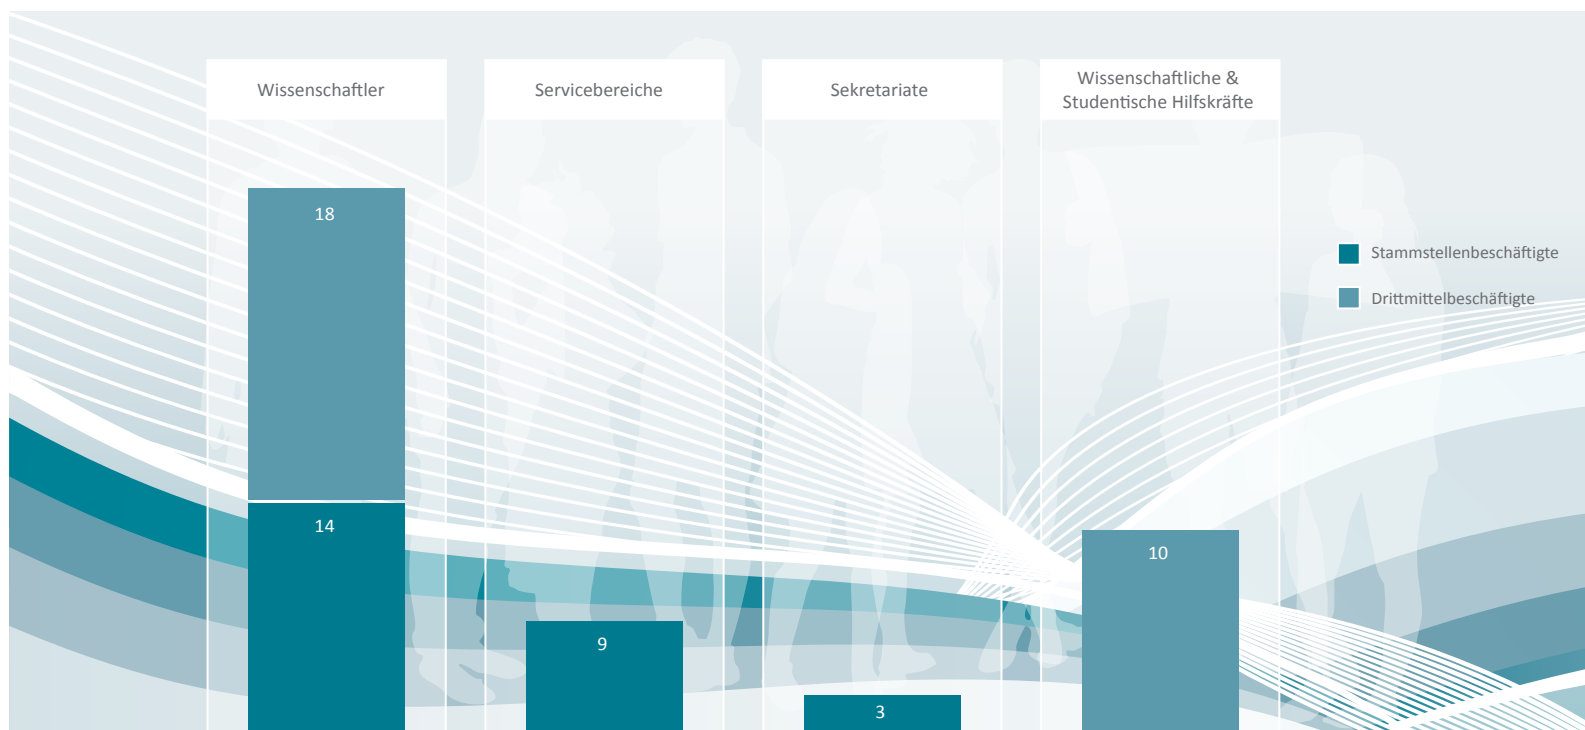 Wissenschaftler
Servicebereiche
Sekretariate
Wissenschaftliche &
Studentische Hilfskräfte
18
14
9
3
10
Stammstellenbeschäftigte
Drittmittelbeschäftigte